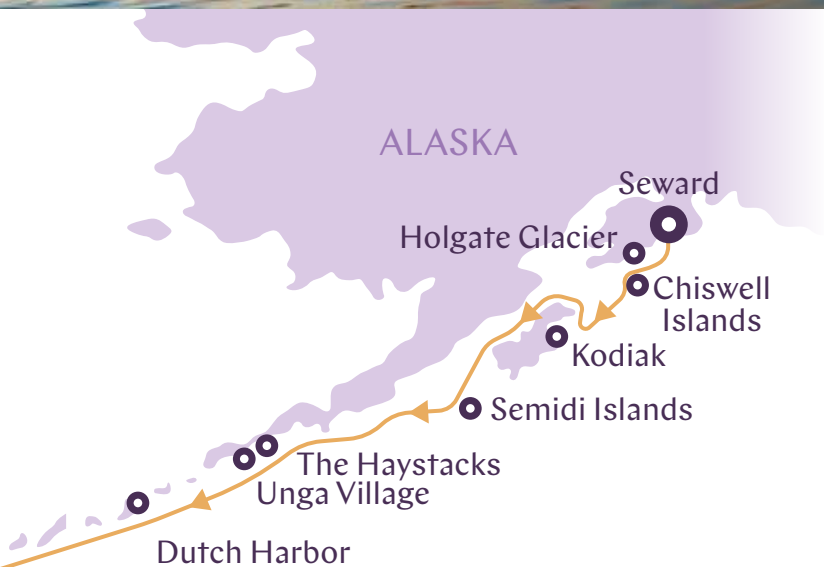 ALASKA
Seward
Holgate Glacier
Chiswell
Islands
Kodiak
Semidi Islands
The Haystacks
Unga Village
Dutch Harbor